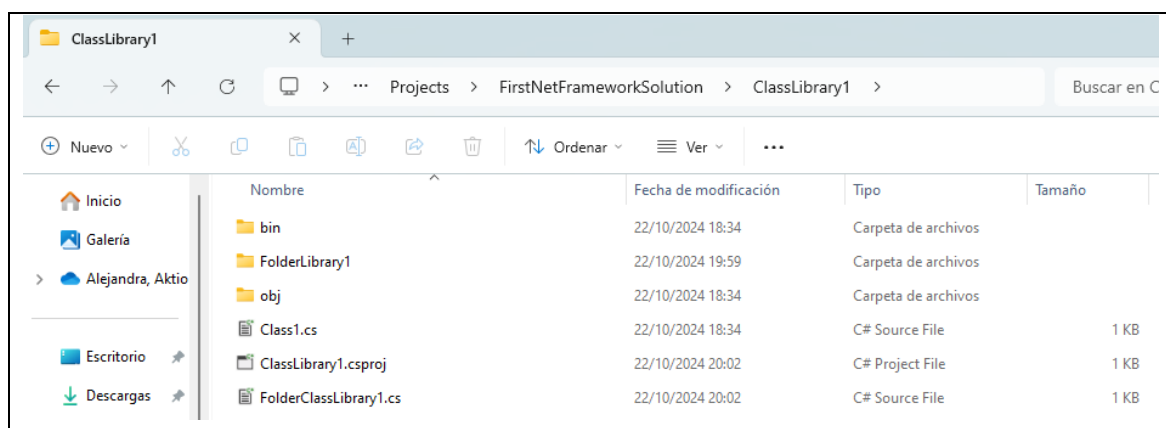 ClassLibrary1
Projects > FirstNetFrameworkSolution > ClassLibrary1 >
Buscar en C
Nuevo
Ordenar
Ver
Nombre Fecha de modificación Tipo Tamaño
Inicio
Galería
Alejandra, Aktio
Escritorio
Descargas
bin 22/10/2024 18:34 Carpeta de archivos
FolderLibrary1 22/10/2024 19:59 Carpeta de archivos
obj 22/10/2024 18:34 Carpeta de archivos
Class1.cs 22/10/2024 18:34 C# Source File 1 KB
ClassLibrary1.csproj 22/10/2024 20:02 C# Project File 1 KB
FolderClassLibrary1.cs 22/10/2024 20:02 C# Source File 1 KB